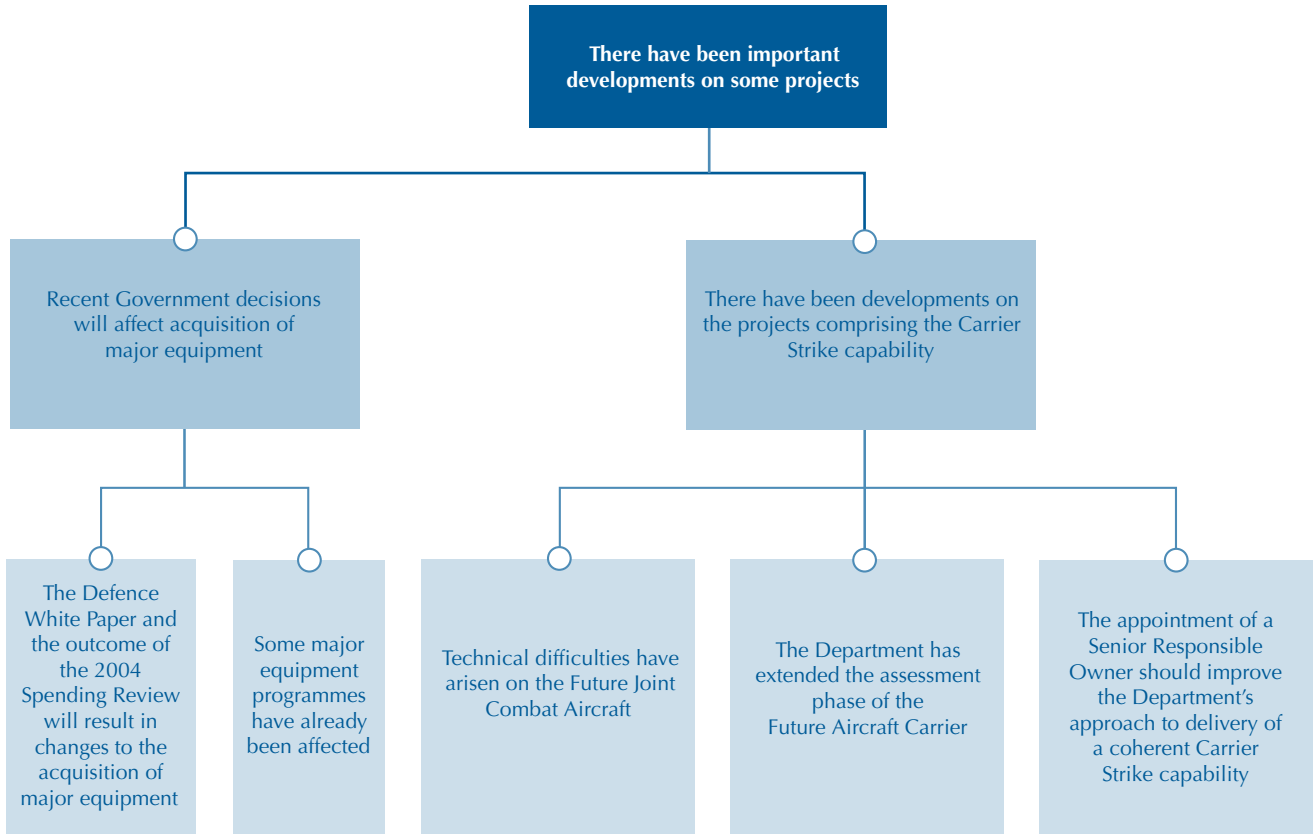 There have been important
developments on some projects
Recent Government decisions
will affect acquisition of
major equipment
There have been developments on
the projects comprising the Carrier
Strike capability
The Defence
White Paper and
the outcome of
the 2004
Spending Review
will result in
changes to the
acquisition of
major equipment
Some major
equipment
programmes
have already
been affected
Technical difficulties have
arisen on the Future Joint
Combat Aircraft
The Department has
extended the assessment
phase of the
Future Aircraft Carrier
The appointment of a
Senior Responsible
Owner should improve
the Department’s
approach to delivery of
a coherent Carrier
Strike capability